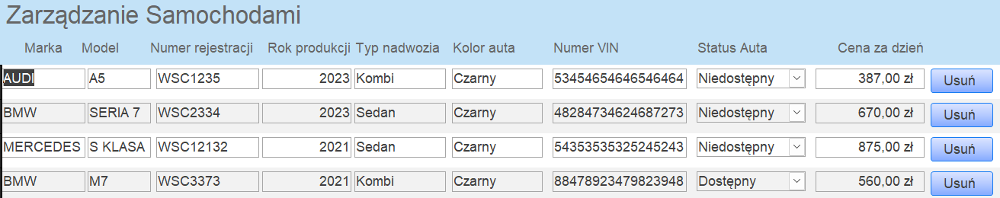 Zarządzanie Samochodami
Marka Model Numer rejestracji Rok produkcji Typ nadwozia Kolor auta Numer VIN Status Auta Cena za dzień
AUDI A5 WSC1235 2023 Kombi Czarny 53454654646546464 Niedostępny 387,00 zł Usuń
BMW SERIA 7 WSC2334 2023 Sedan Czarny 48284734624687273 Niedostępny 670,00 zł Usuń
MERCEDES S KLASA WSC12132 2021 Sedan Czarny 54353535325245243 Niedostępny 875,00 zł Usuń
BMW M7 WSC3373 2021 Kombi Czarny 88478923479823948 Dostępny 560,00 zł Usuń